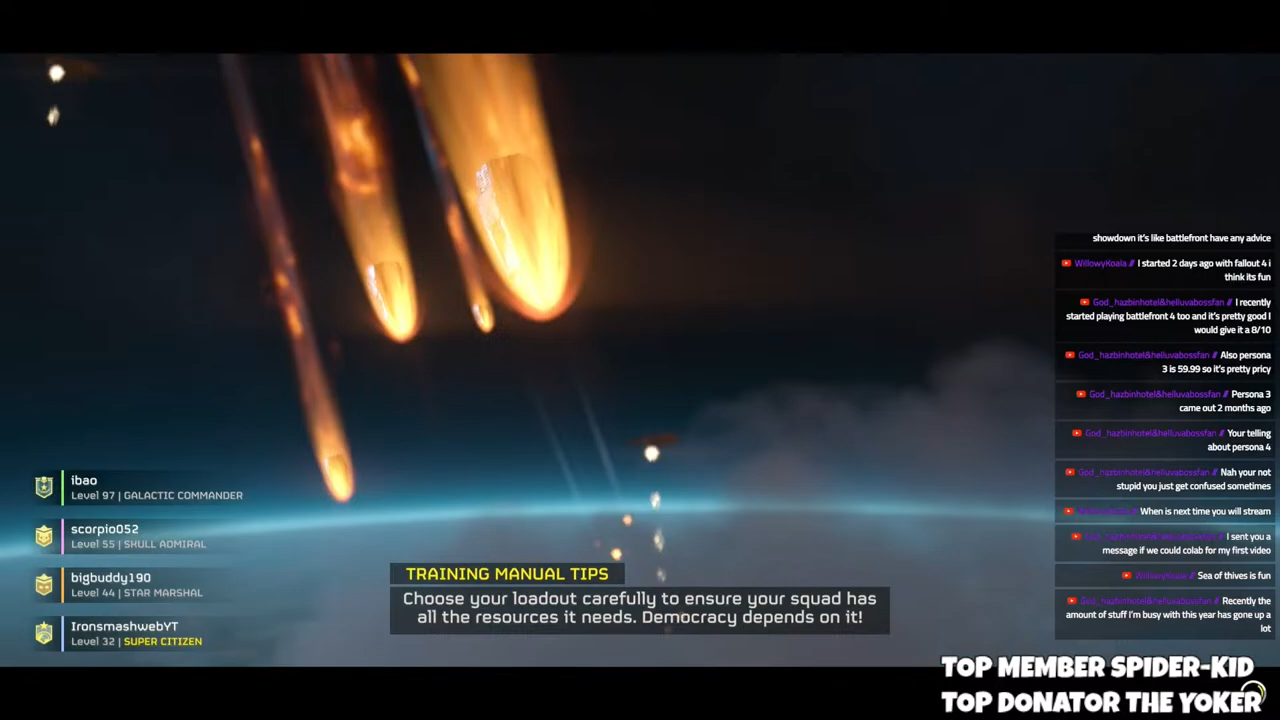 showdown it's like battlefront have any advice
WillowyKoala // I started 2 days ago with fallout 4 i
think its fun
God_hazbinhotel&helluvabossfan // I recently
started playing battlefront 4 too and it's pretty good I
would give it a 8/10
God_hazbinhotel&helluvabossfan // Also persona
3 is 59.99 so it's pretty pricy
God_hazbinhotel&helluvabossfan // Persona 3
came out 2 months ago
God_hazbinhotel&helluvabossfan // Your telling
about persona 4
God_hazbinhotel&helluvabossfan // Nah your not
stupid you just get confused sometimes
WillowyKoala // When is next time you will stream
God_hazbinhotel&helluvabossfan // I sent you a
message if we could colab for my first video
WillowyKoala // Sea of thives is fun
God_hazbinhotel&helluvabossfan // Recently the
amount of stuff I'm busy with this year has gone up a
lot
ibao
Level 97 | GALACTIC COMMANDER
scorpio052
Level 55 | SKULL ADMIRAL
bigbuddy190
Level 44 | STAR MARSHAL
IronsmashwebYT
Level 32 | SUPER CITIZEN
TRAINING MANUAL TIPS
Choose your loadout carefully to ensure your squad has
all the resources it needs. Democracy depends on it!
TOP MEMBER SPIDER-KID
TOP DONATOR THE YOKER